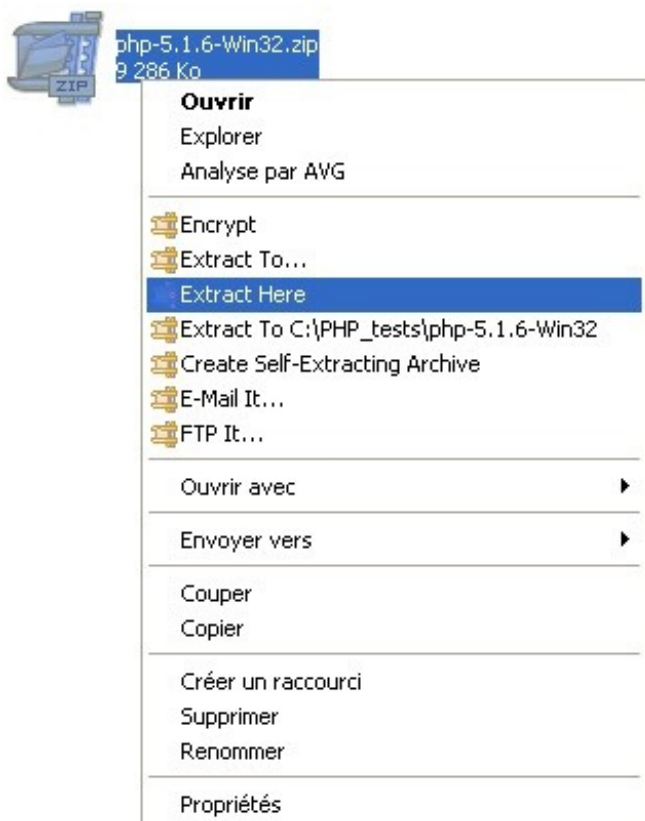 php-5.1.6-Win32.zip
9 286 Ko
ZIP
Ouvrir
Explorer
Analyse par AVG
Encrypt
Extract To...
Extract Here
Extract To C:\PHP_tests\php-5.1.6-Win32
Create Self-Extracting Archive
E-Mail It...
FTP It...
Ouvrir avec
Envoyer vers
Couper
Copier
Créer un raccourci
Supprimer
Renommer
Propriétés